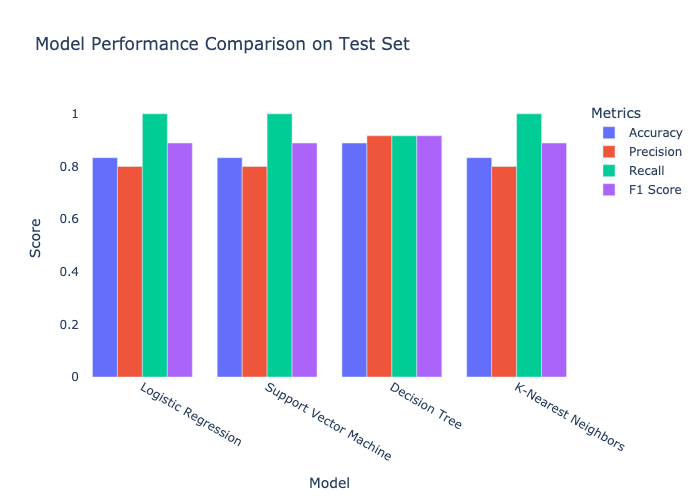 Model Performance Comparison on Test Set
Metrics
Accuracy
Precision
Recall
F1 Score
Score
1
0.8
0.6
0.4
0.2
0
Logistic Regression
Support Vector Machine
Decision Tree
K-Nearest Neighbors
Model